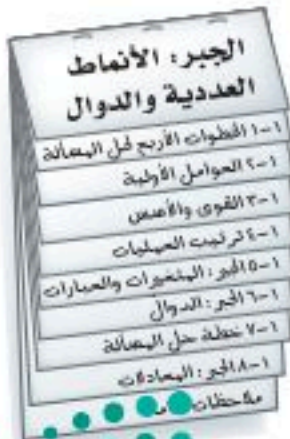 الجبر: الأنماط
العددية والدوال
١-١ الخطوات الأربع لحل المسألة
١-٢ العوامل الأولية
١-٣ القوى والأسس
١-٤ ترتيب العمليات
١-٥ الجبر: المتغيرات والعبارات
١-٦ الجبر: الدوال
١-٧ خطة حل المسألة
١-٨ الجبر: المعادلات
ملاحظات